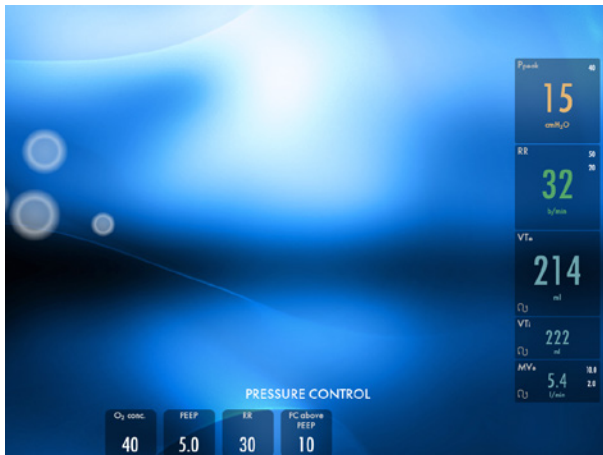 Ppeak 40
15
cmH₂O
RR 50
20
32
b/min
VTe
214
ml
VTi
222
ml
MVe 10.0
5.4 2.0
l/min
PRESSURE CONTROL
O₂ conc. PEEP RR PC above
PEEP
40 5.0 30 10